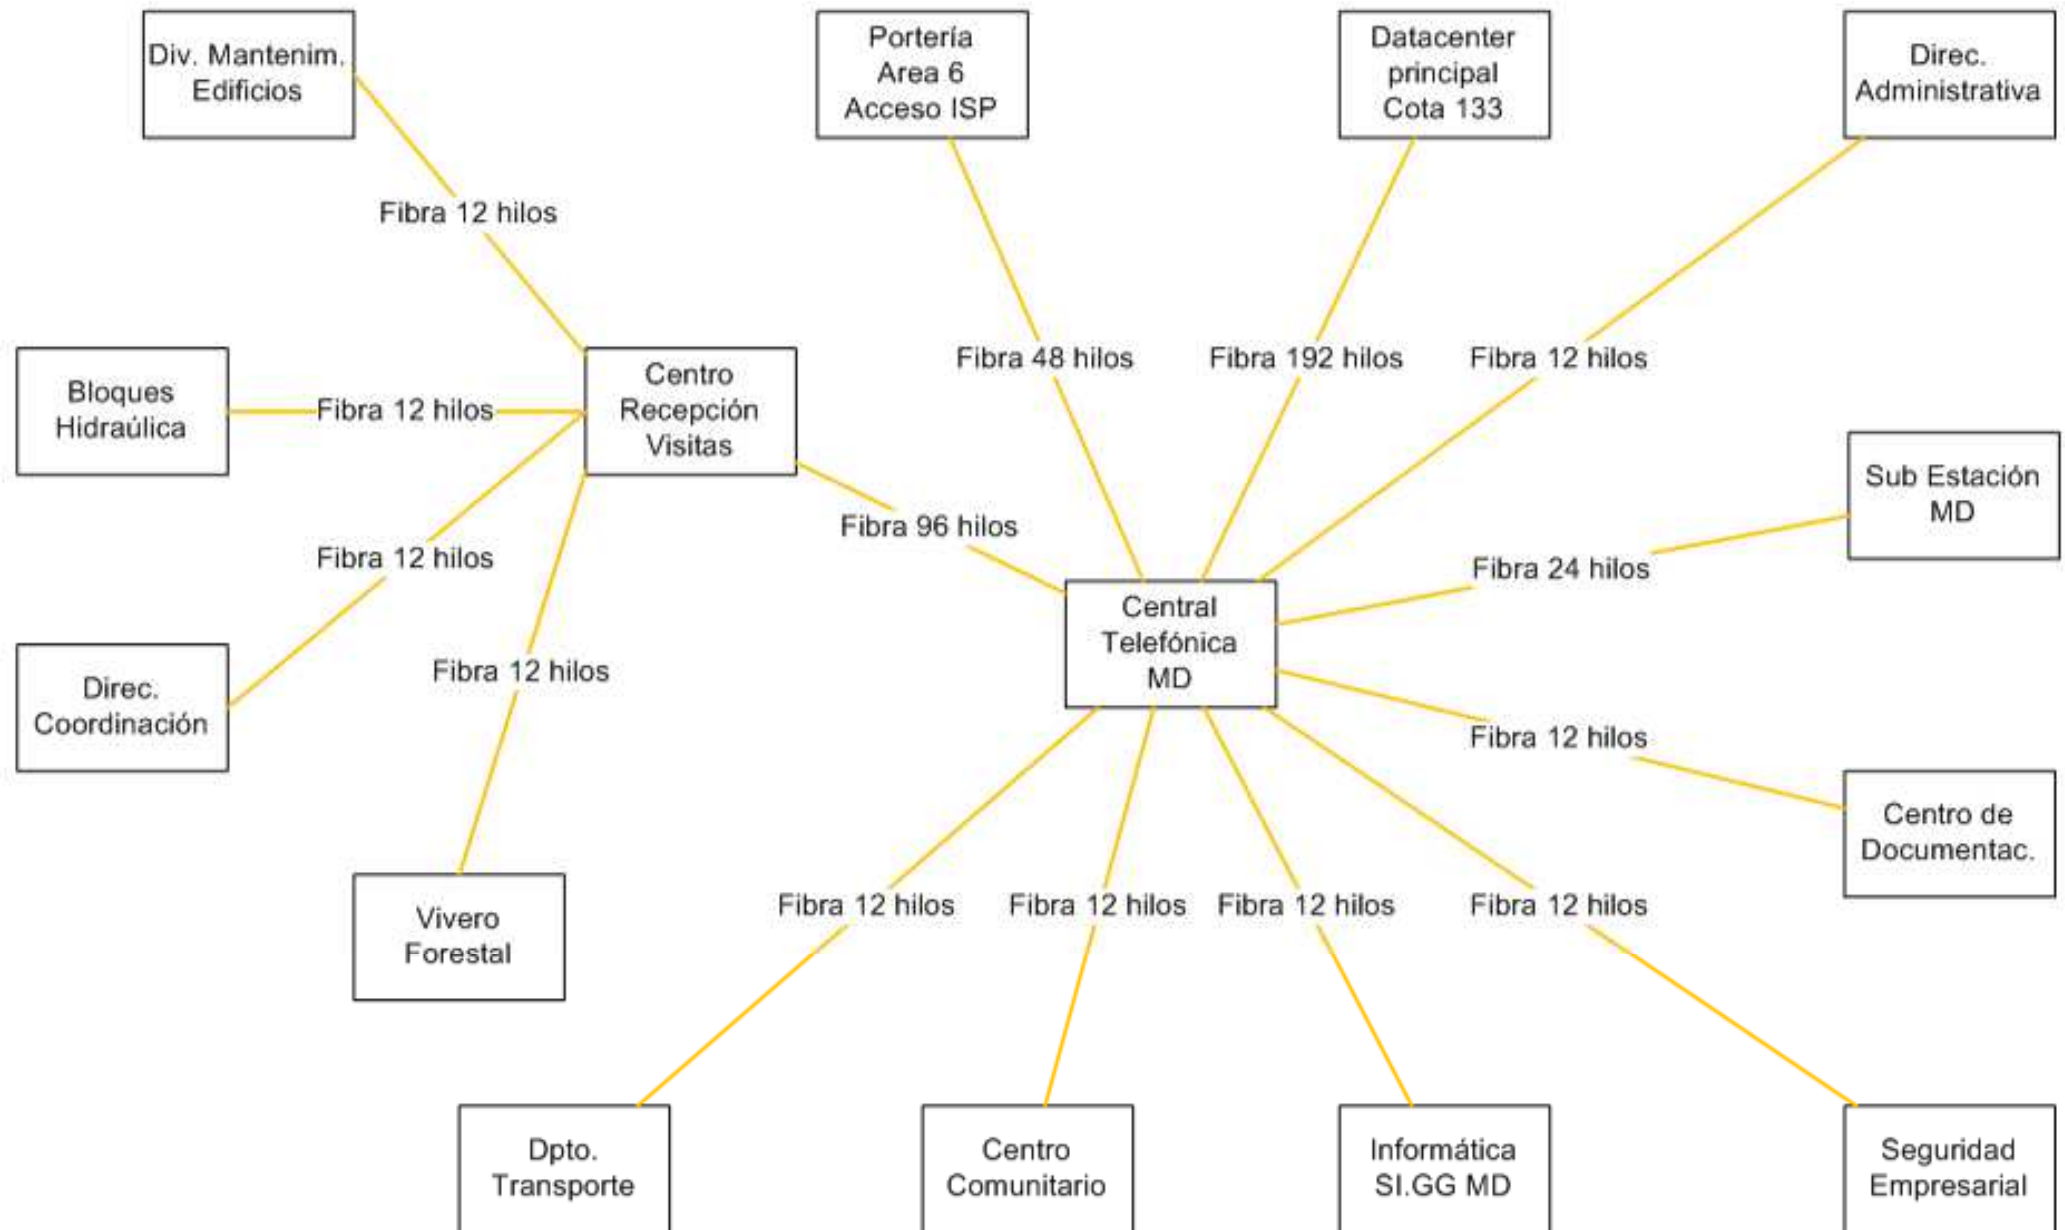 Div. Mantenim.
Edificios
Portería
Area 6
Acceso ISP
Datacenter
principal
Cota 133
Direc.
Administrativa
Fibra 12 hilos
Bloques
Hidraúlica
Fibra 12 hilos
Centro
Recepción
Visitas
Fibra 48 hilos
Fibra 192 hilos
Fibra 12 hilos
Sub Estación
MD
Fibra 96 hilos
Fibra 12 hilos
Fibra 24 hilos
Central
Telefónica
MD
Direc.
Coordinación
Fibra 12 hilos
Fibra 12 hilos
Centro de
Documentac.
Vivero
Forestal
Fibra 12 hilos
Fibra 12 hilos
Fibra 12 hilos
Fibra 12 hilos
Dpto.
Transporte
Centro
Comunitario
Informática
SI.GG MD
Seguridad
Empresarial